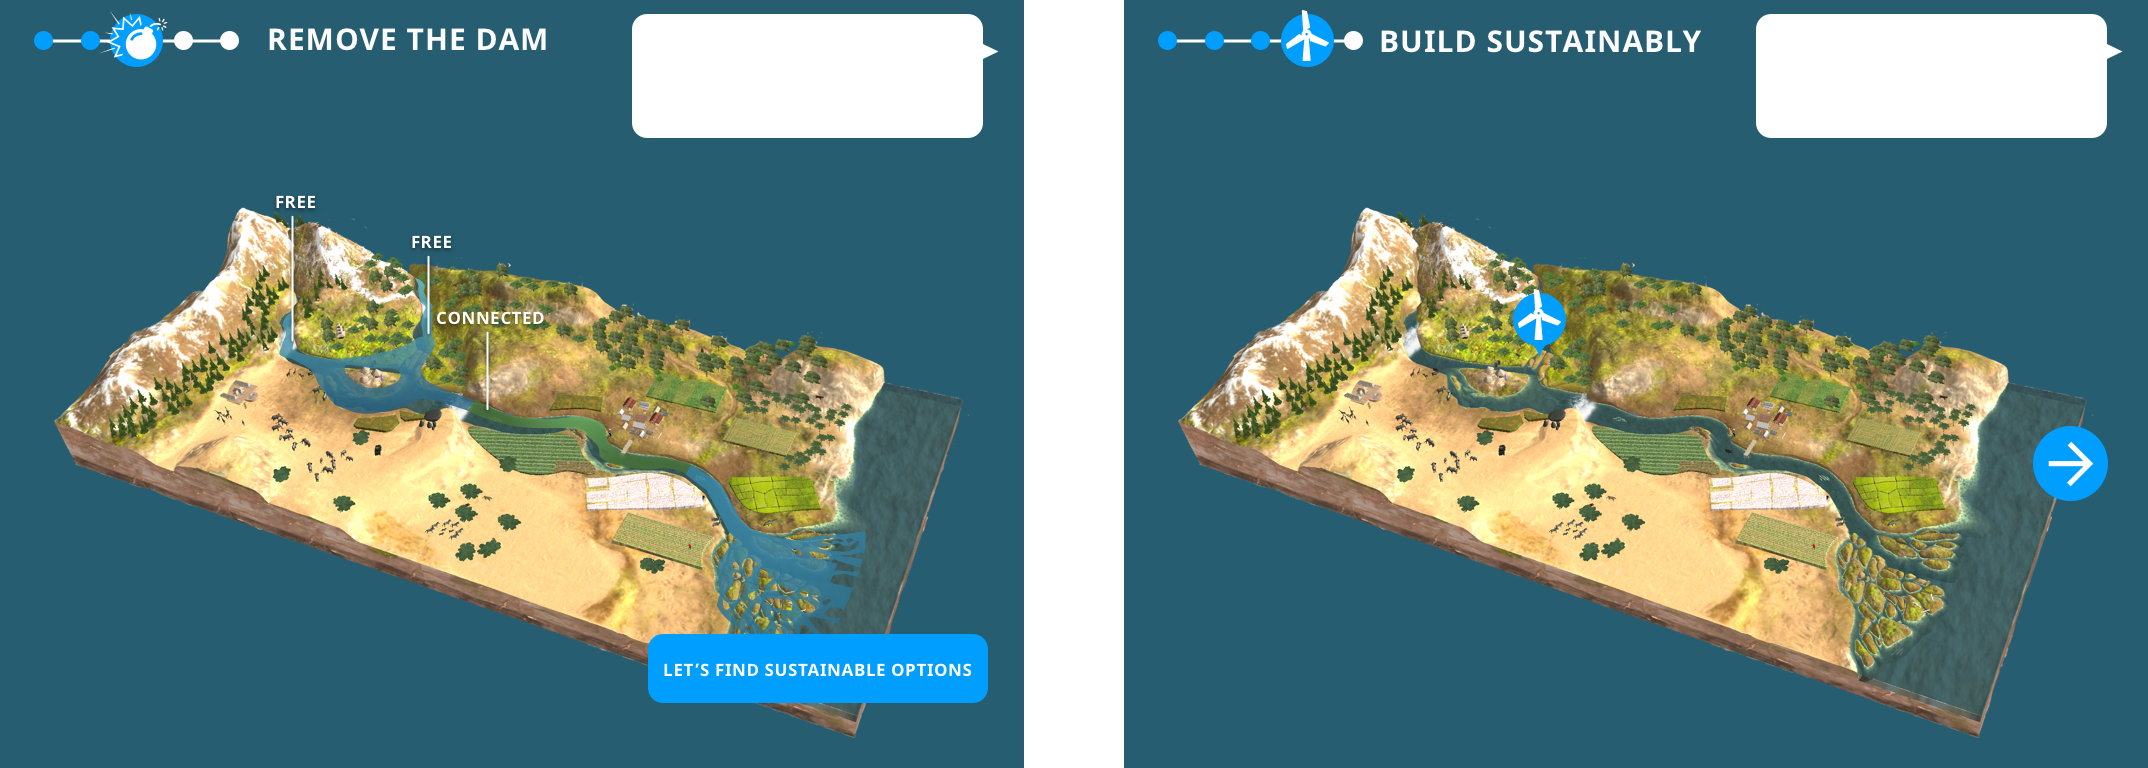 REMOVE THE DAM
FREE
FREE
CONNECTED
LET’S FIND SUSTAINABLE OPTIONS
BUILD SUSTAINABLY